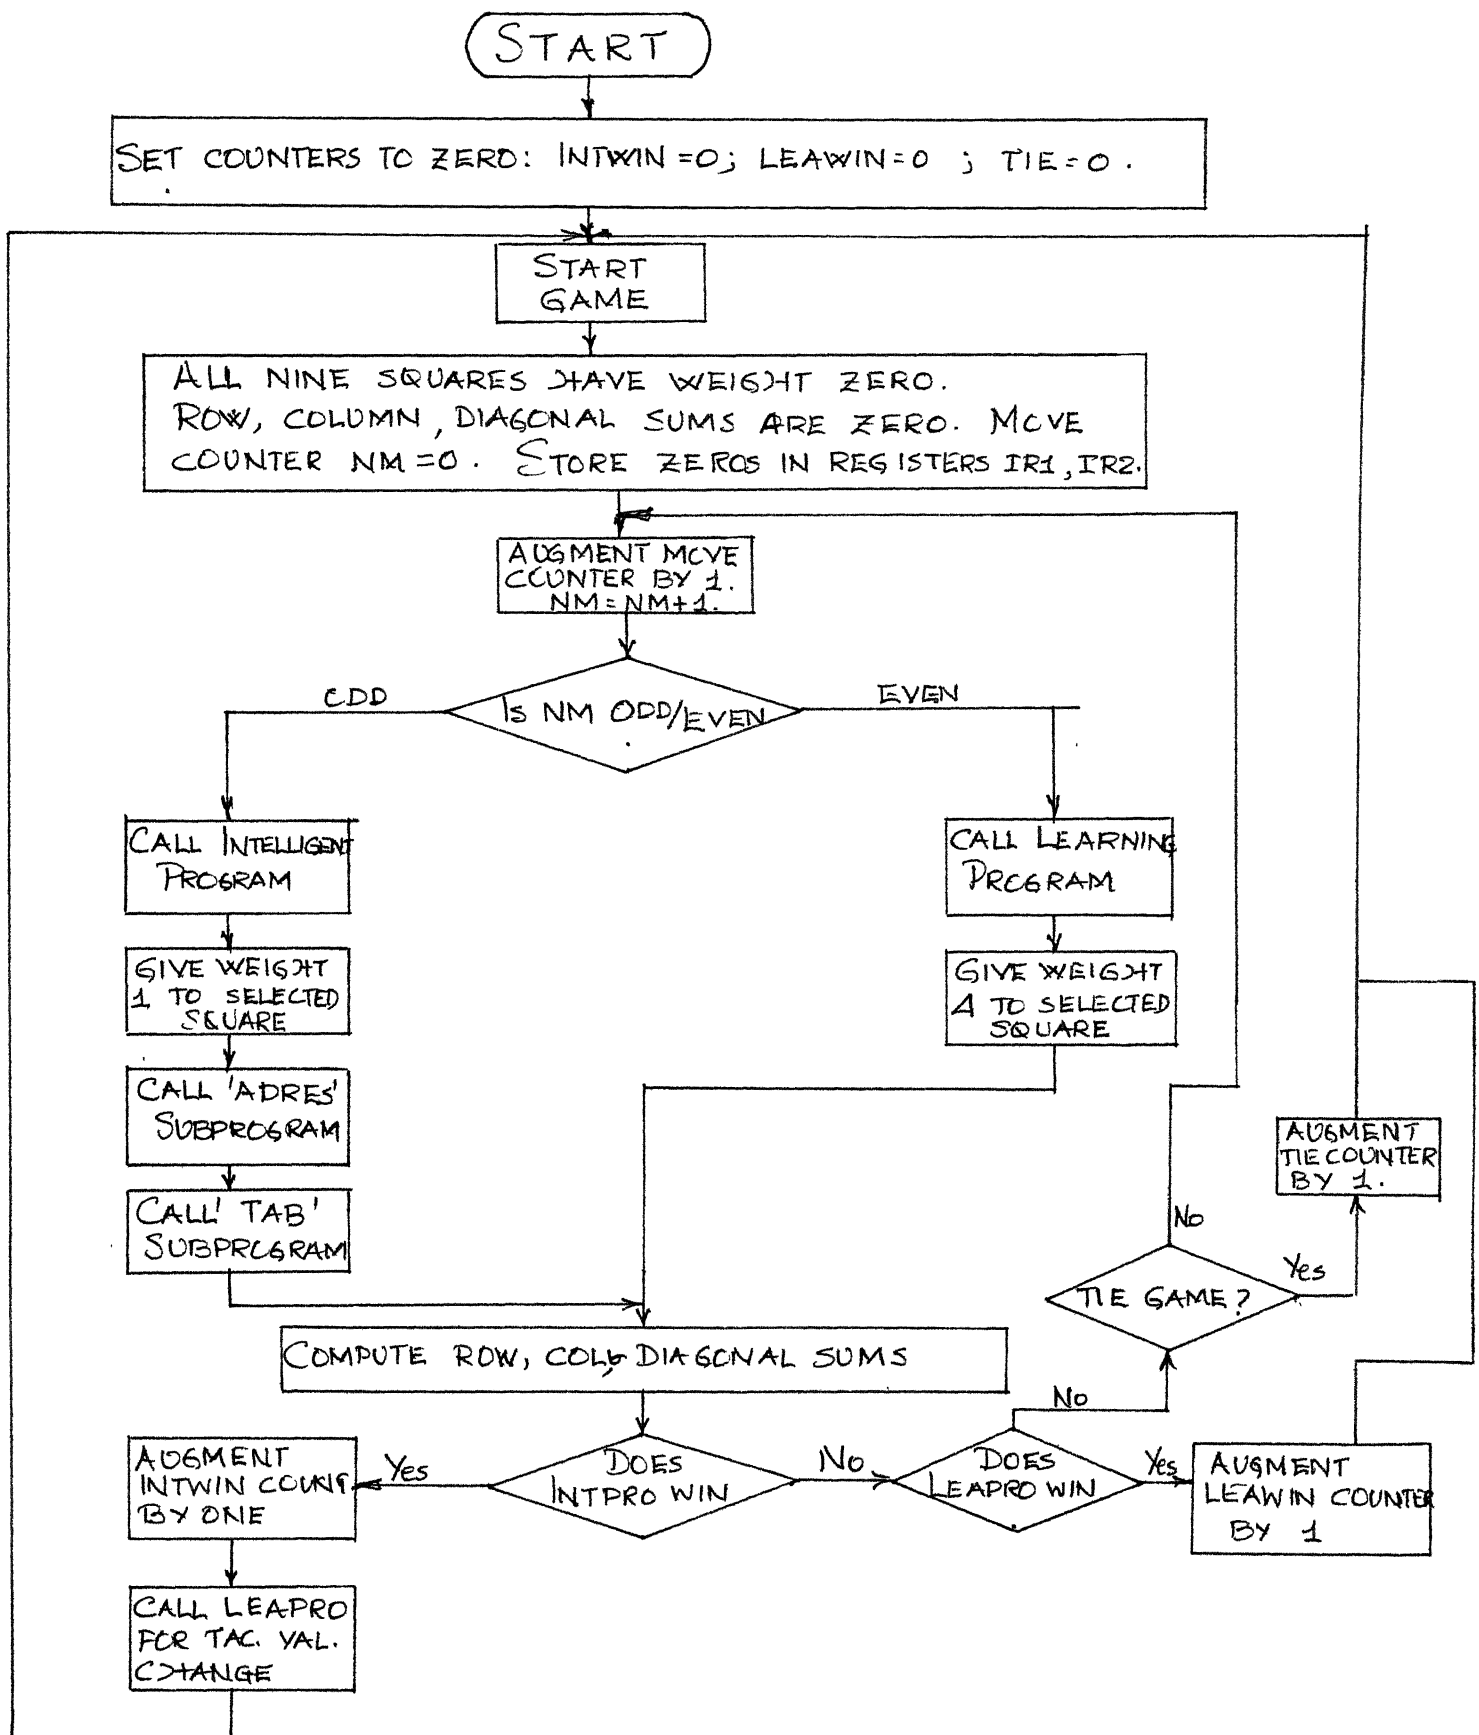 START
SET COUNTERS TO ZERO: INTWIN=0; LEAWIN=0 ; TIE=0.
START
GAME
ALL NINE SQUARES HAVE WEIGHT ZERO.
ROW, COLUMN, DIAGONAL SUMS ARE ZERO. MOVE
COUNTER NM=0. STORE ZEROS IN REGISTERS IR1, IR2.
AUGMENT MOVE
COUNTER BY 1.
NM=NM+1.
ODD
IS NM ODD/EVEN
EVEN
CALL INTELLIGENT
PROGRAM
CALL LEARNING
PROGRAM
GIVE WEIGHT
1 TO SELECTED
SQUARE
GIVE WEIGHT
4 TO SELECTED
SQUARE
CALL 'ADRES'
SUBPROGRAM
AUGMENT
TIE COUNTER
BY 1.
CALL 'TAB'
SUBPROGRAM
No
TIE GAME?
Yes
COMPUTE ROW, COL, DIAGONAL SUMS
No
AUGMENT
INTWIN COUNT
BY ONE
Yes
DOES
INTPRO WIN
No
DOES
LEAPRO WIN
Yes
AUGMENT
LEAWIN COUNTER
BY 1
CALL LEAPRO
FOR TAC. VAL.
CHANGE